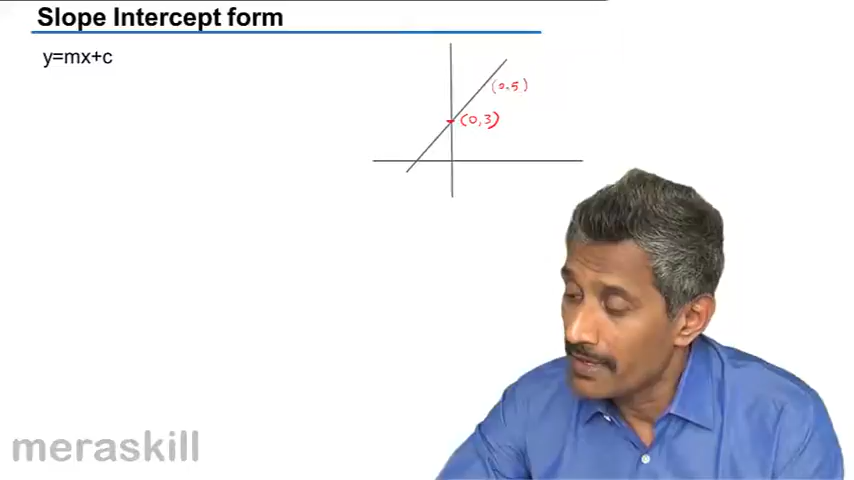 Slope Intercept form
y=mx+c
(0.5)
(0,3)
meraskill